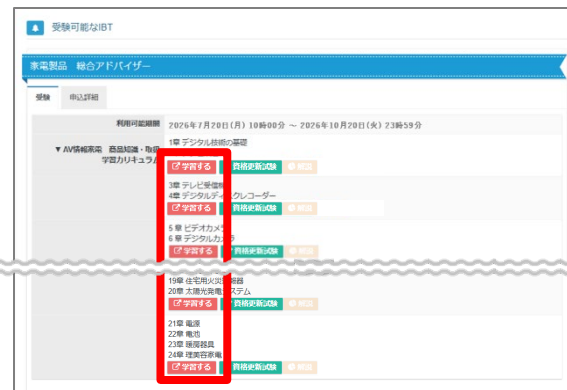 受験可能なIBT
家電製品 総合アドバイザー
受験 申込詳細
利用可能期間 2026年7月20日(月) 10時00分 ～ 2026年10月20日(火) 23時59分
▼ AV情報家電 商品知識・取扱
学習カリキュラム
1章 デジタル技術の基礎
学習する 資格更新試験 解説
3章 テレビ受信
4章 デジタルディスクレコーダー
学習する 資格更新試験 解説
5章 ビデオカメラ
6章 デジタルカメラ
学習する 資格更新試験 解説
19章 住宅用火災警報器
20章 太陽光発電システム
学習する 資格更新試験 解説
21章 電源
22章 電池
23章 暖房器具
24章 理美容家電
学習する 資格更新試験 解説